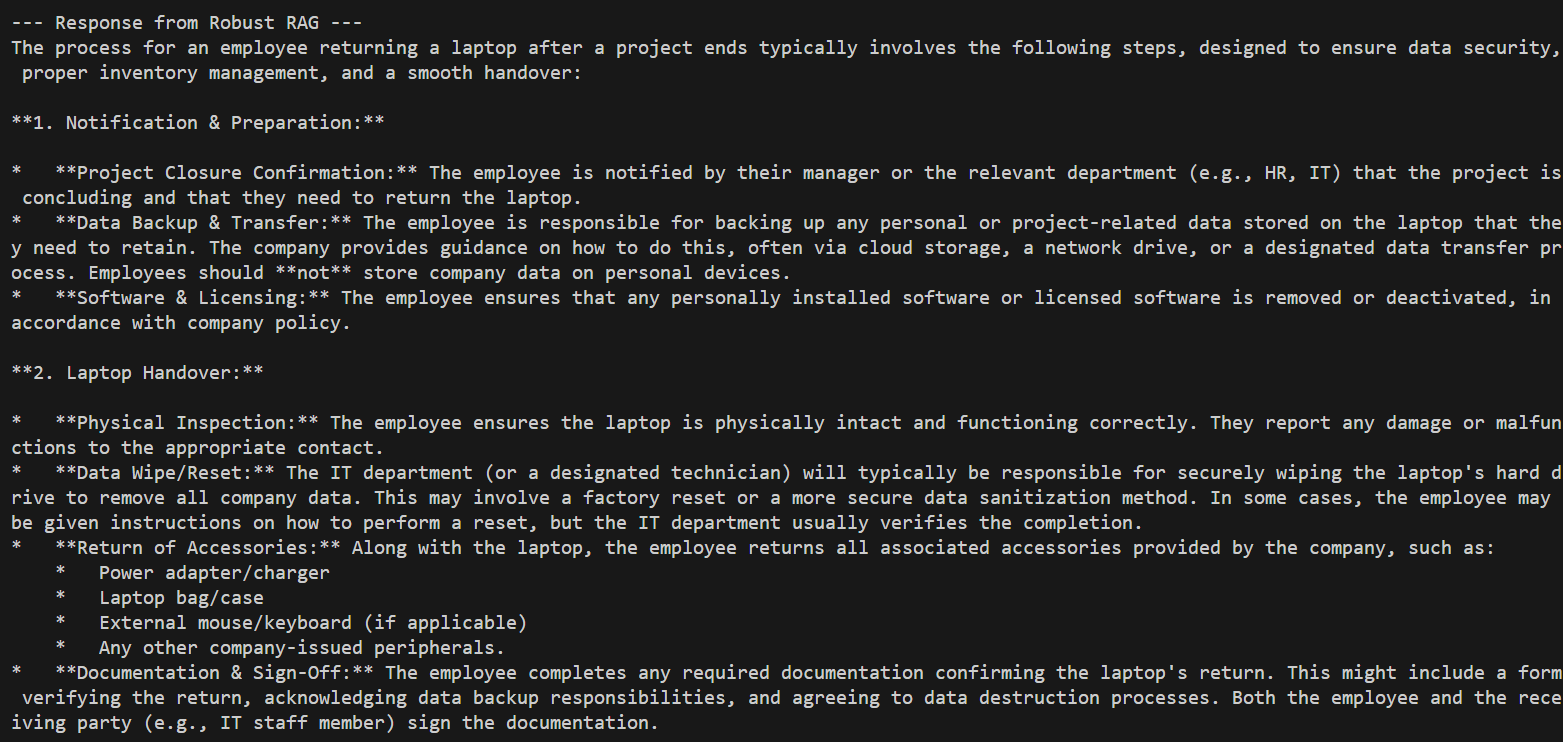 --- Response from Robust RAG ---
The process for an employee returning a laptop after a project ends typically involves the following steps, designed to ensure data security,
 proper inventory management, and a smooth handover:

**1. Notification & Preparation:**

*   **Project Closure Confirmation:** The employee is notified by their manager or the relevant department (e.g., HR, IT) that the project is
 concluding and that they need to return the laptop.
*   **Data Backup & Transfer:** The employee is responsible for backing up any personal or project-related data stored on the laptop that the
y need to retain. The company provides guidance on how to do this, often via cloud storage, a network drive, or a designated data transfer pr
ocess. Employees should **not** store company data on personal devices.
*   **Software & Licensing:** The employee ensures that any personally installed software or licensed software is removed or deactivated, in
accordance with company policy.

**2. Laptop Handover:**

*   **Physical Inspection:** The employee ensures the laptop is physically intact and functioning correctly. They report any damage or malfun
ctions to the appropriate contact.
*   **Data Wipe/Reset:** The IT department (or a designated technician) will typically be responsible for securely wiping the laptop's hard d
rive to remove all company data. This may involve a factory reset or a more secure data sanitization method. In some cases, the employee may
be given instructions on how to perform a reset, but the IT department usually verifies the completion.
*   **Return of Accessories:** Along with the laptop, the employee returns all associated accessories provided by the company, such as:
    *   Power adapter/charger
    *   Laptop bag/case
    *   External mouse/keyboard (if applicable)
    *   Any other company-issued peripherals.
*   **Documentation & Sign-Off:** The employee completes any required documentation confirming the laptop's return. This might include a form
 verifying the return, acknowledging data backup responsibilities, and agreeing to data destruction processes. Both the employee and the rece
iving party (e.g., IT staff member) sign the documentation.